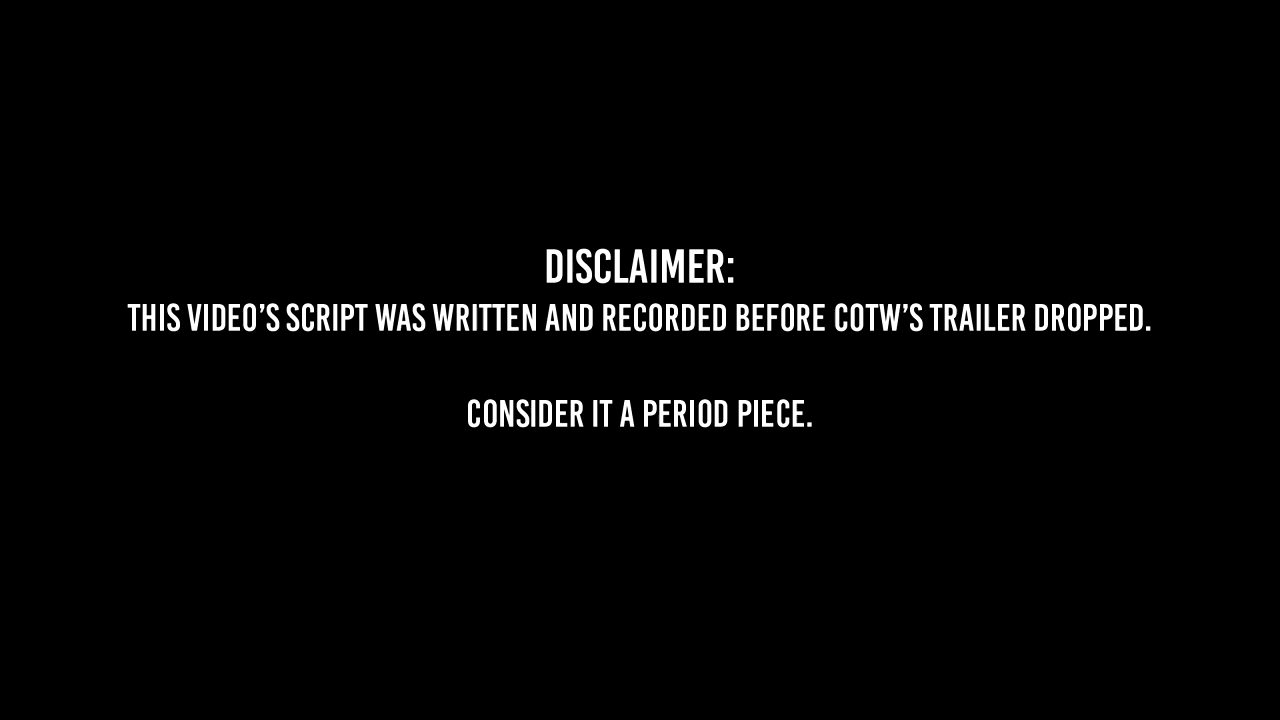 DISCLAIMER:
THIS VIDEO’S SCRIPT WAS WRITTEN AND RECORDED BEFORE COTW’S TRAILER DROPPED.
CONSIDER IT A PERIOD PIECE.